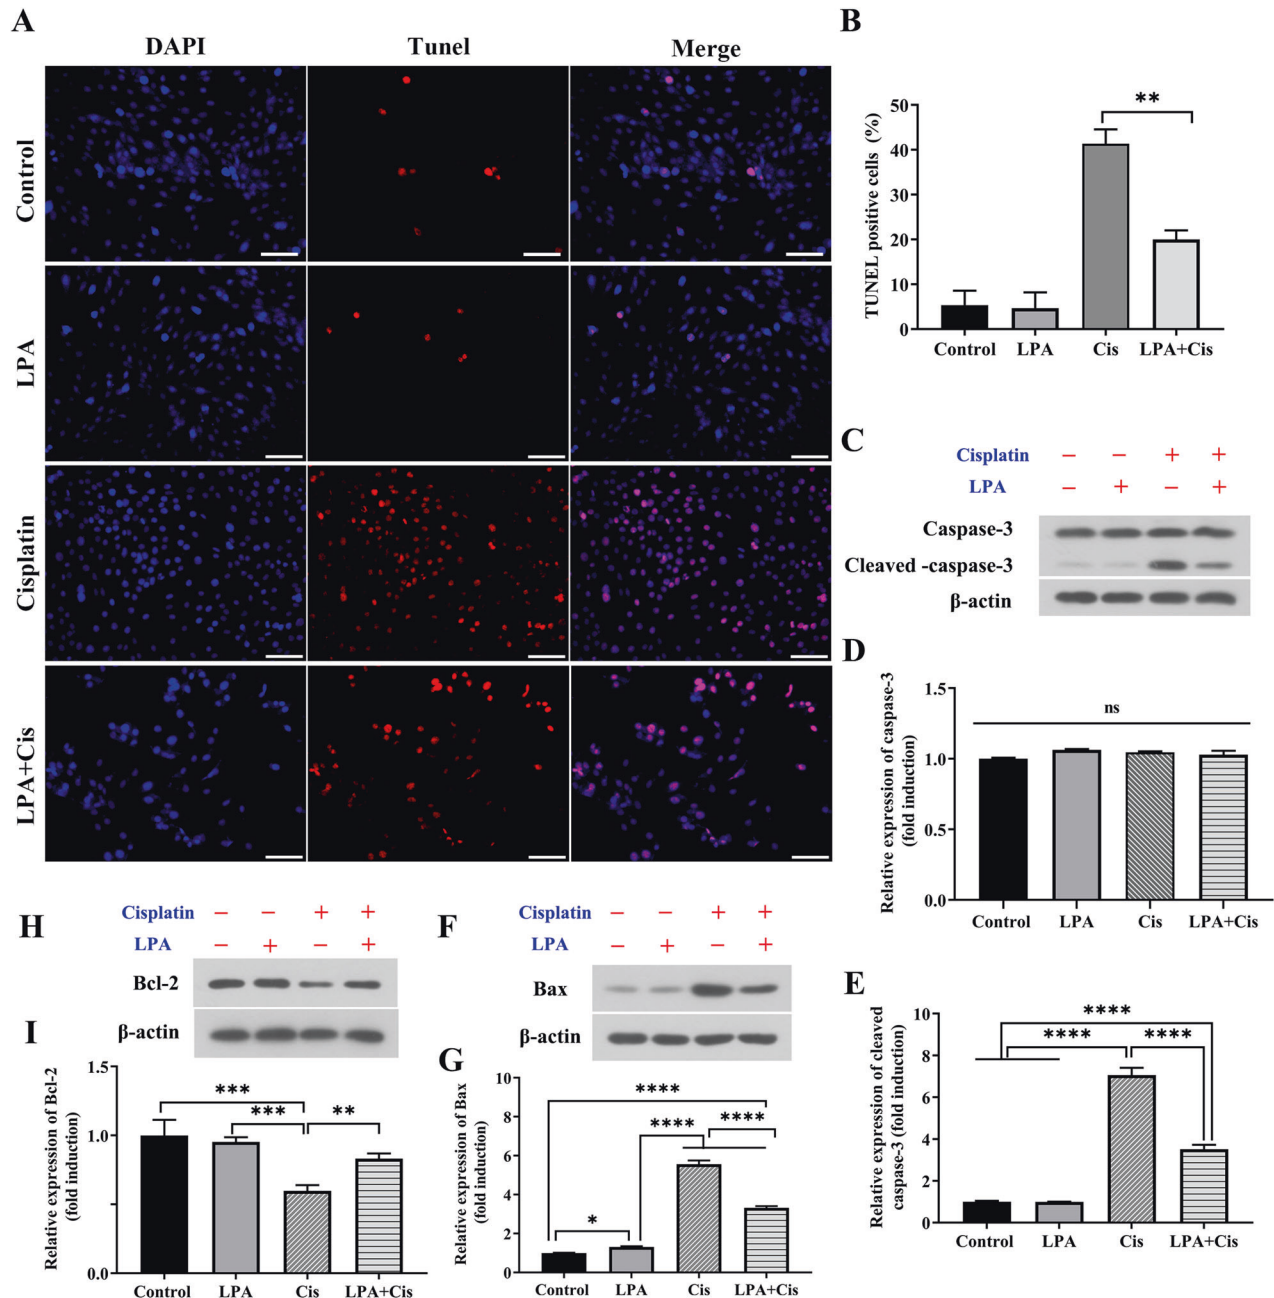 A
DAPI Tunel Merge
Control
LPA
Cisplatin
LPA+Cis
B
TUNEL positive cells (%)
50
40
30
20
10
0
**
Control LPA Cis LPA+Cis
C
Cisplatin − − + +
LPA − + − +
Caspase-3
Cleaved -caspase-3
β-actin
D
Relative expression of caspase-3
(fold induction)
1.5
1.0
0.5
0.0
ns
Control LPA Cis LPA+Cis
H
Cisplatin − − + +
LPA − + − +
Bcl-2
β-actin
F
Cisplatin − − + +
LPA − + − +
Bax
β-actin
E
Relative expression of cleaved
caspase-3 (fold induction)
10
8
6
4
2
0
****
**** ****
Control LPA Cis LPA+Cis
I
Relative expression of Bcl-2
(fold induction)
1.5
1.0
0.0
***
*** **
Control LPA Cis LPA+Cis
G
Relative expression of Bax
(fold induction)
10
8
6
4
2
0
****
**** ****
*
Control LPA Cis LPA+Cis